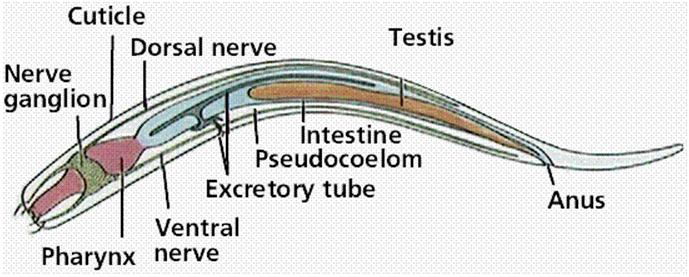 Cuticle
Dorsal nerve
Testis
Nerve
ganglion
Intestine
Pseudocoelom
Excretory tube
Anus
Ventral
nerve
Pharynx